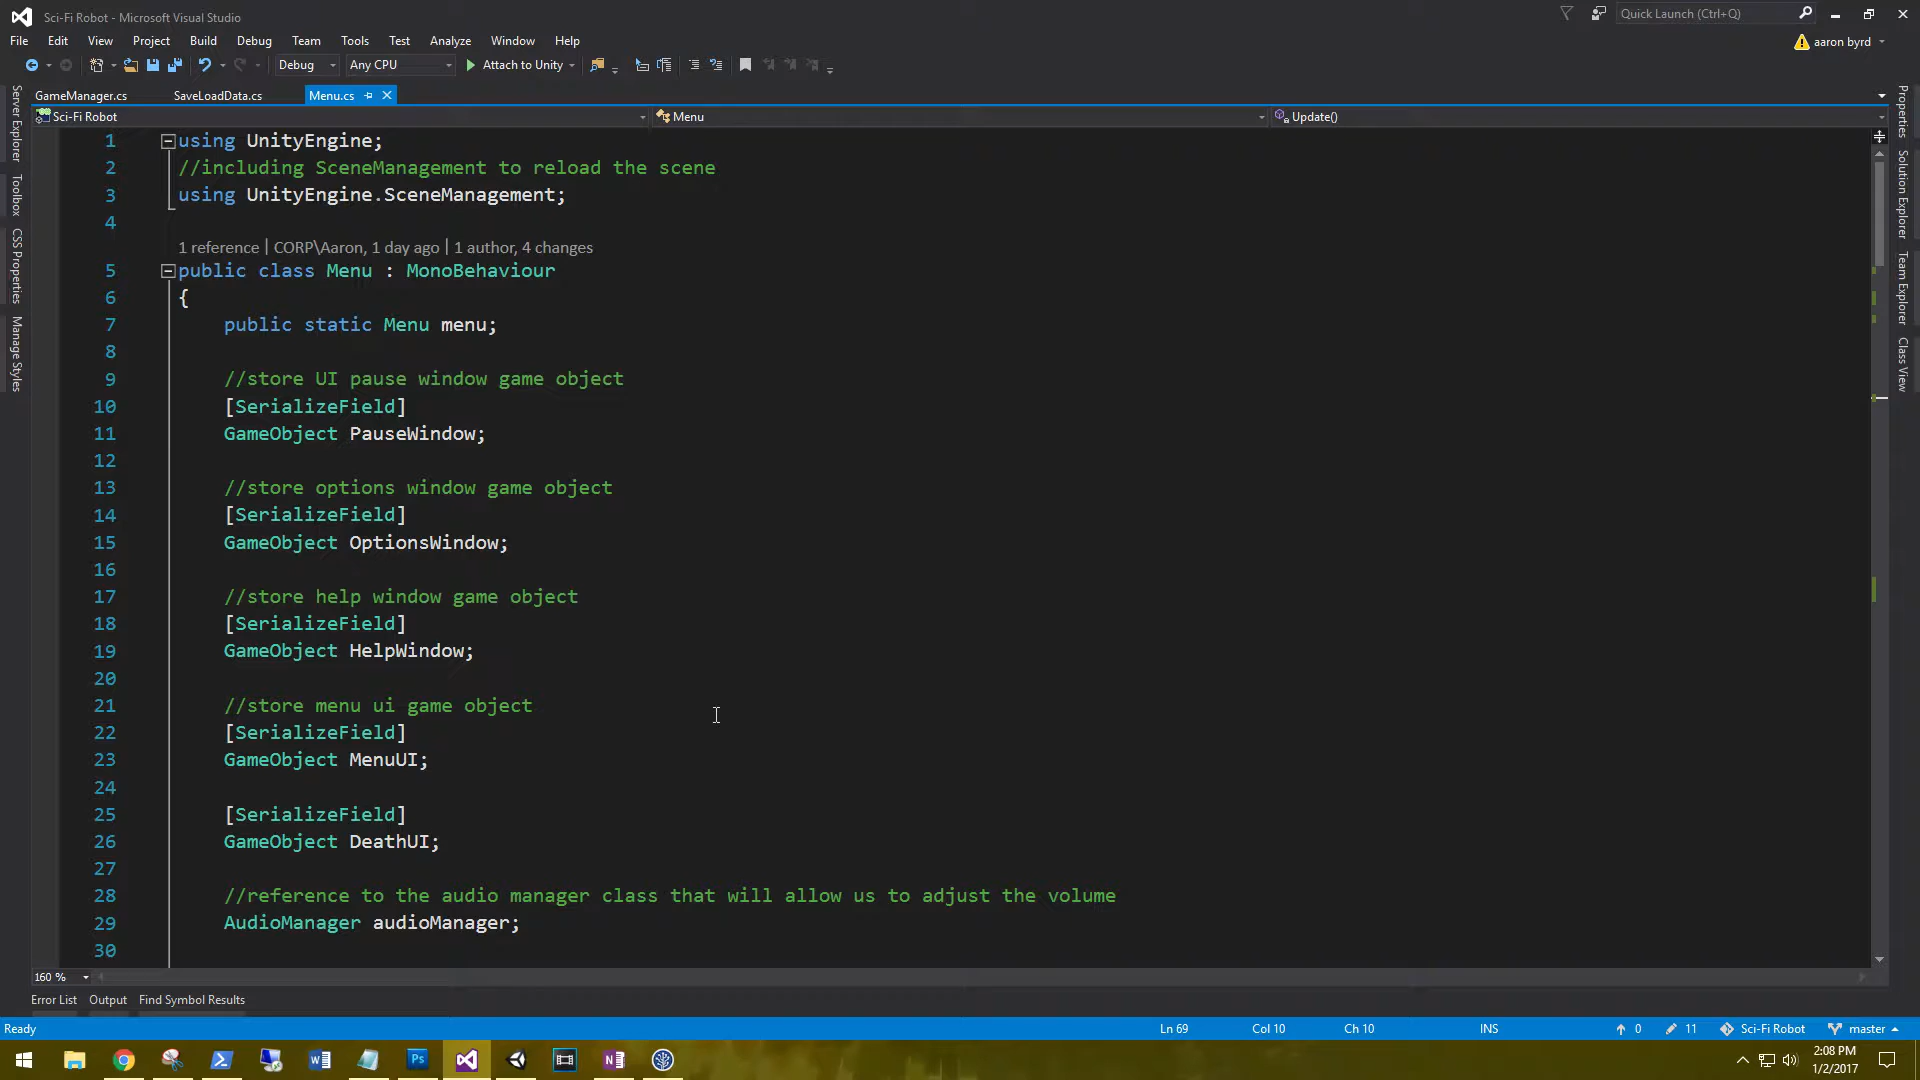 Sci-Fi Robot - Microsoft Visual Studio
Quick Launch (Ctrl+Q)
File Edit View Project Build Debug Team Tools Test Analyze Window Help
aaron byrd
Debug Any CPU Attach to Unity
GameManager.cs SaveLoadData.cs Menu.cs
Sci-Fi Robot Menu Update()
Server Explorer
Toolbox
CSS Properties
Manage Styles
1 using UnityEngine;
2 //including SceneManagement to reload the scene
3 using UnityEngine.SceneManagement;
4
1 reference | CORP\Aaron, 1 day ago | 1 author, 4 changes
5 public class Menu : MonoBehaviour
6 {
7 public static Menu menu;
8
9 //store UI pause window game object
10 [SerializeField]
11 GameObject PauseWindow;
12
13 //store options window game object
14 [SerializeField]
15 GameObject OptionsWindow;
16
17 //store help window game object
18 [SerializeField]
19 GameObject HelpWindow;
20
21 //store menu ui game object
22 [SerializeField]
23 GameObject MenuUI;
24
25 [SerializeField]
26 GameObject DeathUI;
27
28 //reference to the audio manager class that will allow us to adjust the volume
29 AudioManager audioManager;
30
Properties
Solution Explorer
Team Explorer
Class View
160 %
Error List Output Find Symbol Results
Ready Ln 69 Col 10 Ch 10 INS 0 11 Sci-Fi Robot master
2:08 PM
1/2/2017